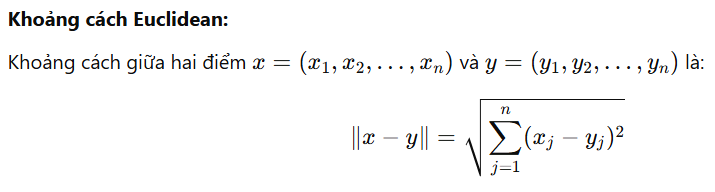 Khoảng cách Euclidean:
Khoảng cách giữa hai điểm x = (x₁, x₂, ..., xₙ) và y = (y₁, y₂, ..., yₙ) là:
‖x − y‖ = √(∑ⱼ₌₁ⁿ (xⱼ − yⱼ)²)